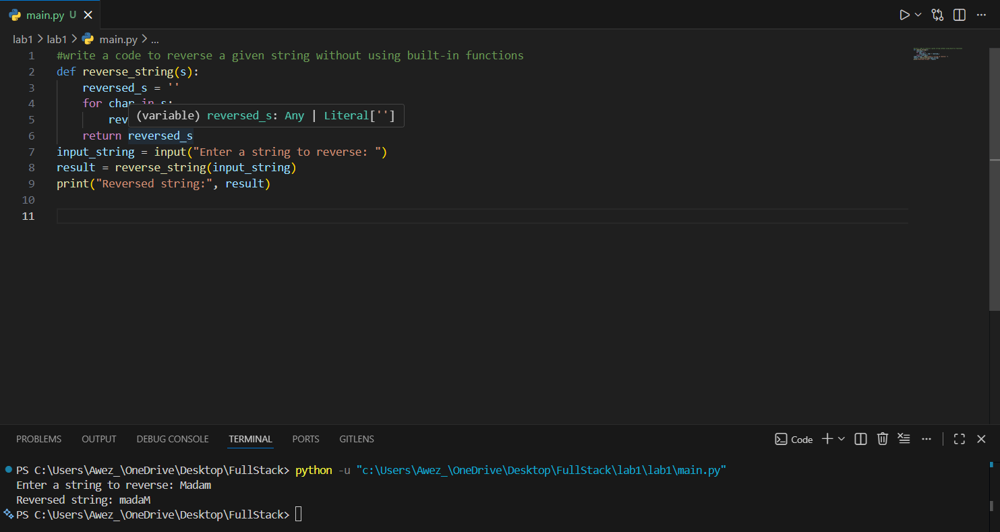 main.py U
lab1 > lab1 > main.py > ...
1 #write a code to reverse a given string without using built-in functions
2 def reverse_string(s):
3 reversed_s = ''
4 for char in s:
(variable) reversed_s: Any | Literal['']
5 rev
6 return reversed_s
7 input_string = input("Enter a string to reverse: ")
8 result = reverse_string(input_string)
9 print("Reversed string:", result)
10
11
PROBLEMS OUTPUT DEBUG CONSOLE TERMINAL PORTS GITLENS Code
PS C:\Users\Awez_\OneDrive\Desktop\FullStack> python -u "c:\Users\Awez_\OneDrive\Desktop\FullStack\lab1\lab1\main.py"
Enter a string to reverse: Madam
Reversed string: madaM
PS C:\Users\Awez_\OneDrive\Desktop\FullStack>